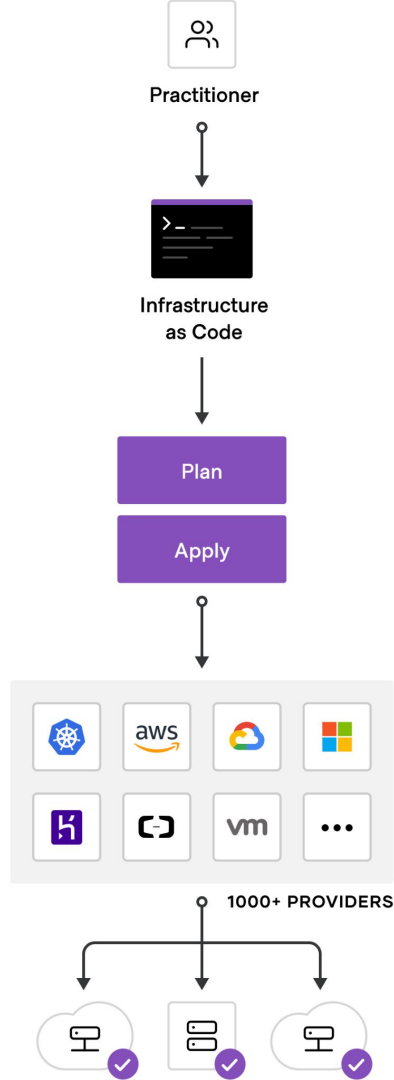 Practitioner
Infrastructure
as Code
Plan
Apply
aws
vm
1000+ PROVIDERS